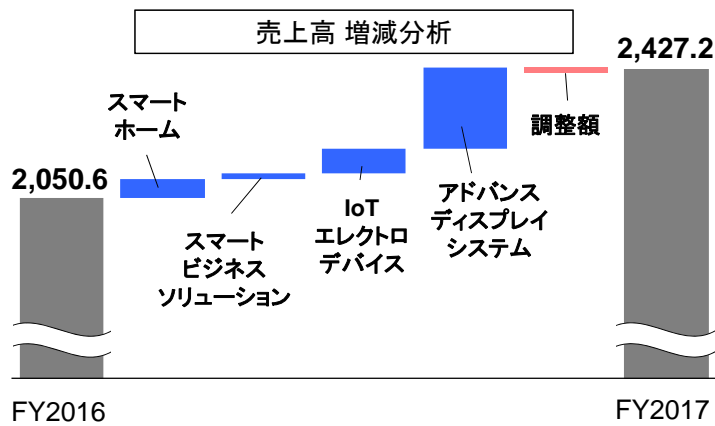 売上高 増減分析
2,427.2
スマート
ホーム
調整額
2,050.6
アドバンス
ディスプレイ
システム
IoT
エレクトロ
デバイス
スマート
ビジネス
ソリューション
FY2016
FY2017